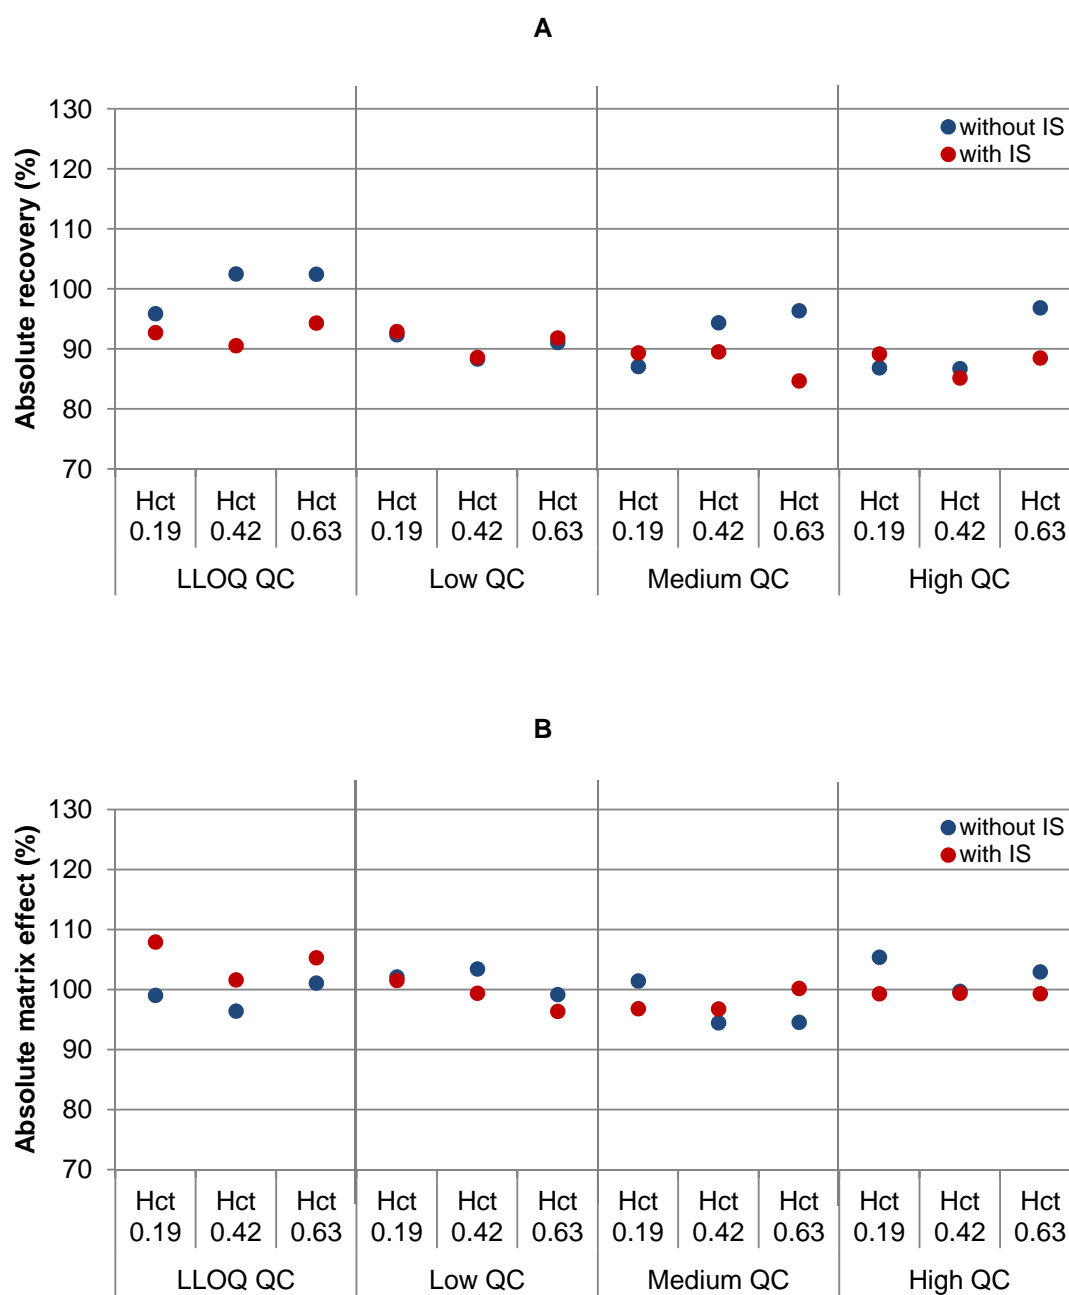 A
Absolute recovery (%)
130
120
110
100
90
80
70
without IS
with IS
Hct Hct Hct Hct Hct Hct Hct Hct Hct Hct Hct Hct
0.19 0.42 0.63 0.19 0.42 0.63 0.19 0.42 0.63 0.19 0.42 0.63
LLOQ QC Low QC Medium QC High QC
B
Absolute matrix effect (%)
130
120
110
100
90
80
70
without IS
with IS
Hct Hct Hct Hct Hct Hct Hct Hct Hct Hct Hct Hct
0.19 0.42 0.63 0.19 0.42 0.63 0.19 0.42 0.63 0.19 0.42 0.63
LLOQ QC Low QC Medium QC High QC